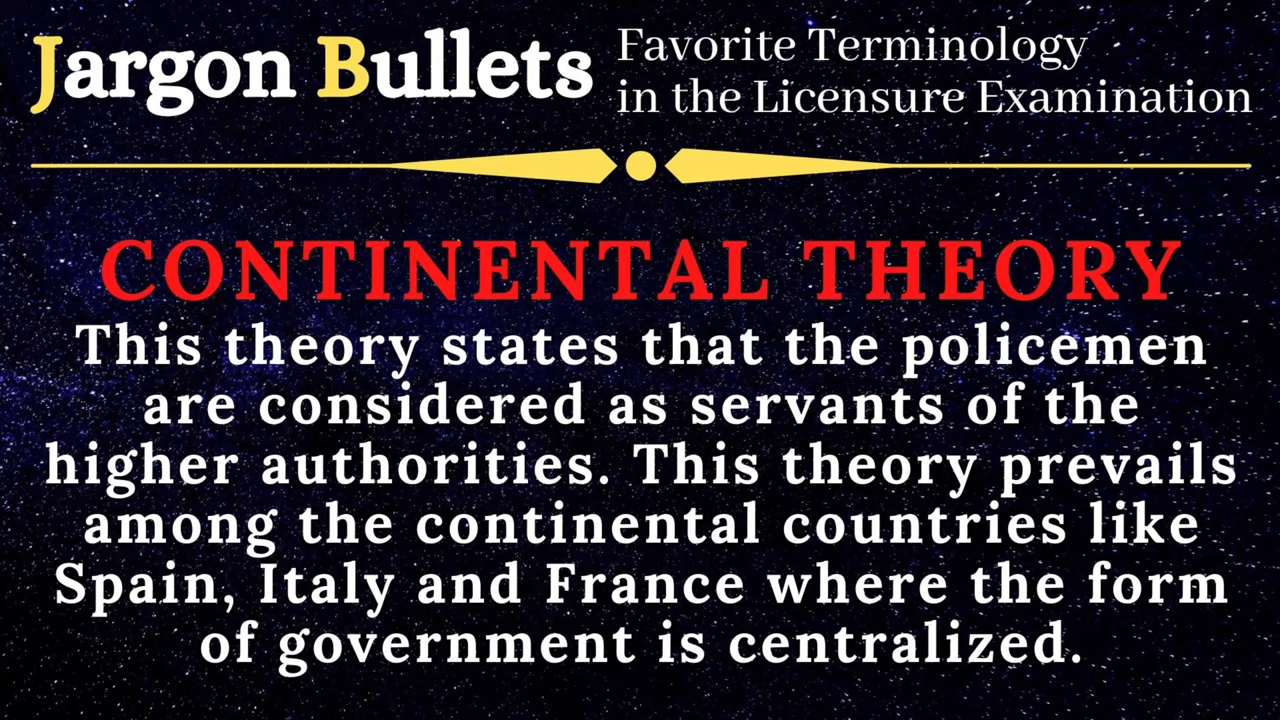 Jargon Bullets
Favorite Terminology
in the Licensure Examination
CONTINENTAL THEORY
This theory states that the policemen
are considered as servants of the
higher authorities. This theory prevails
among the continental countries like
Spain, Italy and France where the form
of government is centralized.